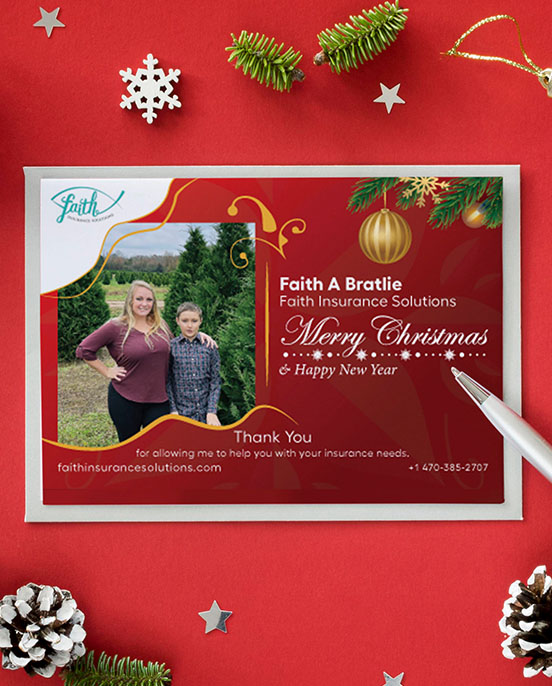 faith
INSURANCE SOLUTIONS
Faith A Bratlie
Faith Insurance Solutions
Merry Christmas
& Happy New Year
Thank You
for allowing me to help you with your insurance needs.
faithinsurancesolutions.com
+1 470-385-2707